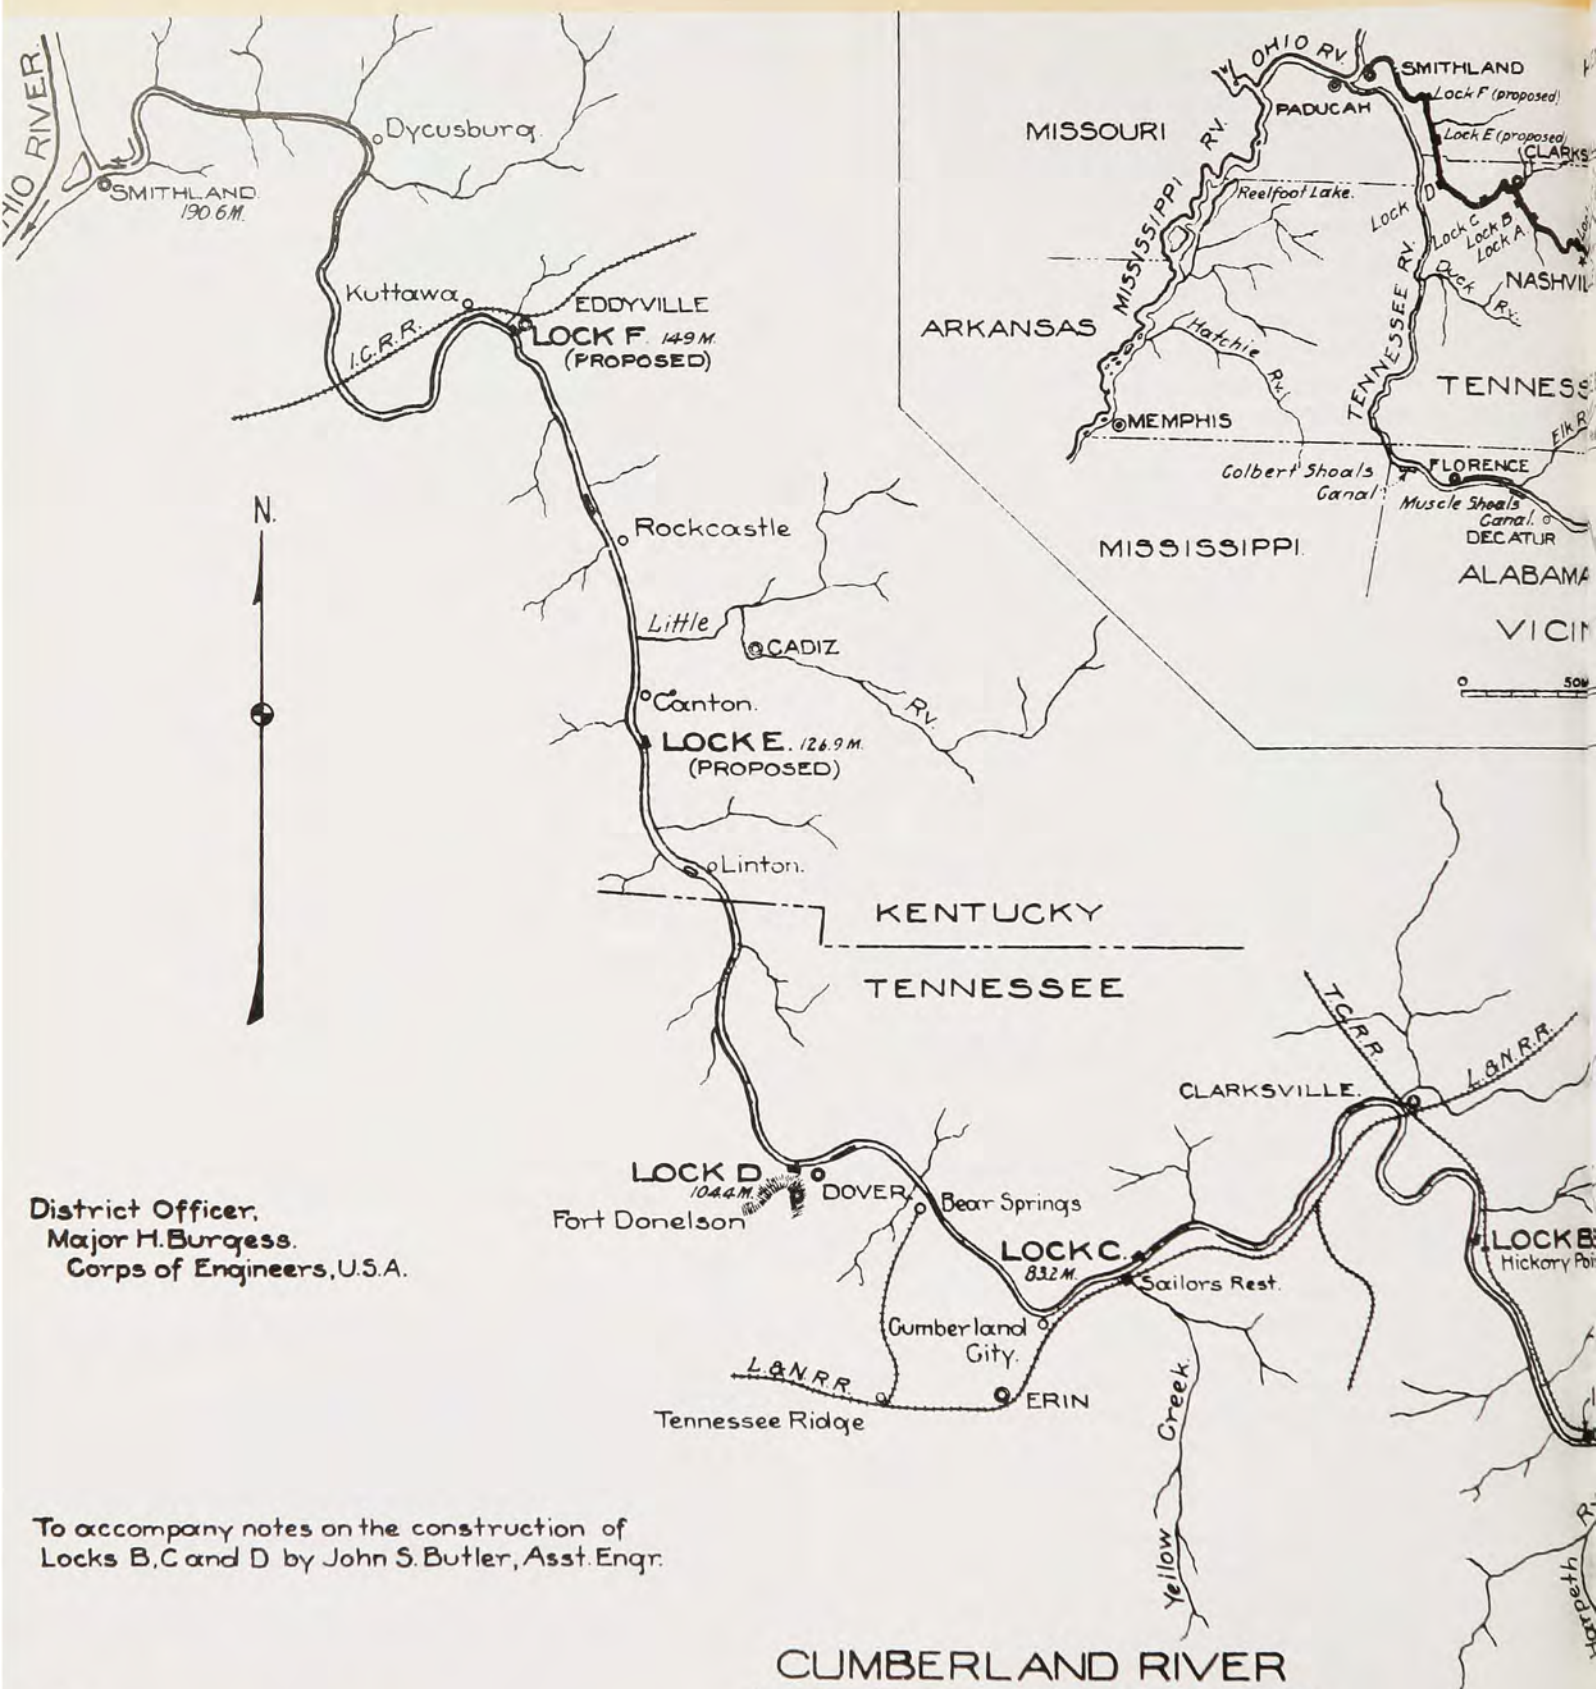 OHIO RIVER.
Dycusburg.
SMITHLAND.
190.6 M.
Kuttawa
EDDYVILLE
I.C.R.R.
LOCK F. 149 M.
(PROPOSED)
N.
Rockcastle
Little
CADIZ
Rv.
Canton.
LOCK E. 126.9 M.
(PROPOSED)
Linton.
KENTUCKY
TENNESSEE
T.C.R.R.
L.&N.R.R.
CLARKSVILLE.
LOCK D
104.4 M.
DOVER
Fort Donelson
Bear Springs
LOCK C.
83.2 M.
Sailors Rest.
LOCK B
Hickory Poi
Cumberland
City.
L.&N.R.R.
ERIN
Tennessee Ridge
Yellow Creek.
Harpeth R.
District Officer,
Major H. Burgess.
Corps of Engineers, U.S.A.
To accompany notes on the construction of
Locks B, C and D by John S. Butler, Asst. Engr.
CUMBERLAND RIVER
OHIO RV.
SMITHLAND
Lock F (proposed)
PADUCAH
MISSOURI
Lock E (proposed)
CLARKS
MISSISSIPPI RV.
Reelfoot Lake.
LOCK D
Lock C
Lock B
Lock A.
NASHVIL
Duck Rv.
ARKANSAS
Hatchie Rv.
TENNESSEE RV.
TENNESS
MEMPHIS
Elk R
Colbert Shoals
Canal
FLORENCE
Muscle Shoals
Canal.
DECATUR
MISSISSIPPI.
ALABAMA
VICIN
0 50M